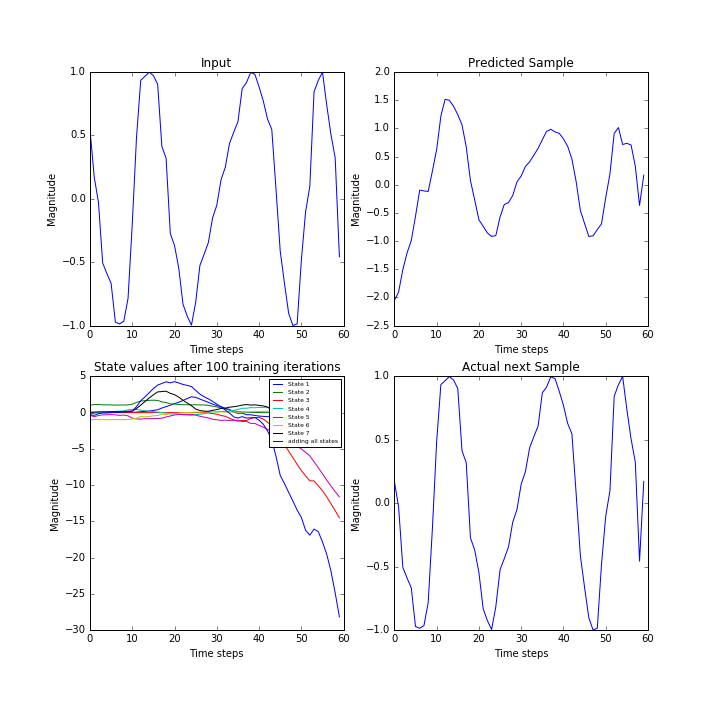 Input
Magnitude
1.0
0.5
0.0
−0.5
−1.0
0 10 20 30 40 50 60
Time steps
Predicted Sample
Magnitude
2.0
1.5
1.0
0.5
0.0
−0.5
−1.0
−1.5
−2.0
−2.5
0 10 20 30 40 50 60
Time steps
State values after 100 training iterations
Magnitude
5
0
−5
−10
−15
−20
−25
−30
0 10 20 30 40 50 60
Time steps
State 1
State 2
State 3
State 4
State 5
State 6
State 7
adding all states
Actual next Sample
Magnitude
1.0
0.5
0.0
−0.5
−1.0
0 10 20 30 40 50 60
Time steps